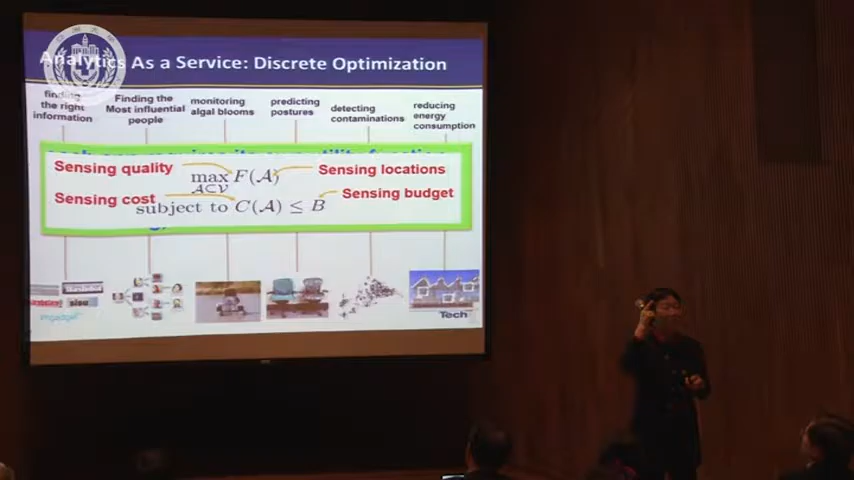 Analytics As a Service: Discrete Optimization
finding
the right
information
Finding the
Most influential
people
monitoring
algal blooms
predicting
postures
detecting
contaminations
reducing
energy
consumption
Sensing quality
max F(𝒜)
𝒜⊂𝒱
Sensing locations
Sensing cost
subject to C(𝒜) ≤ B
Sensing budget
Tech